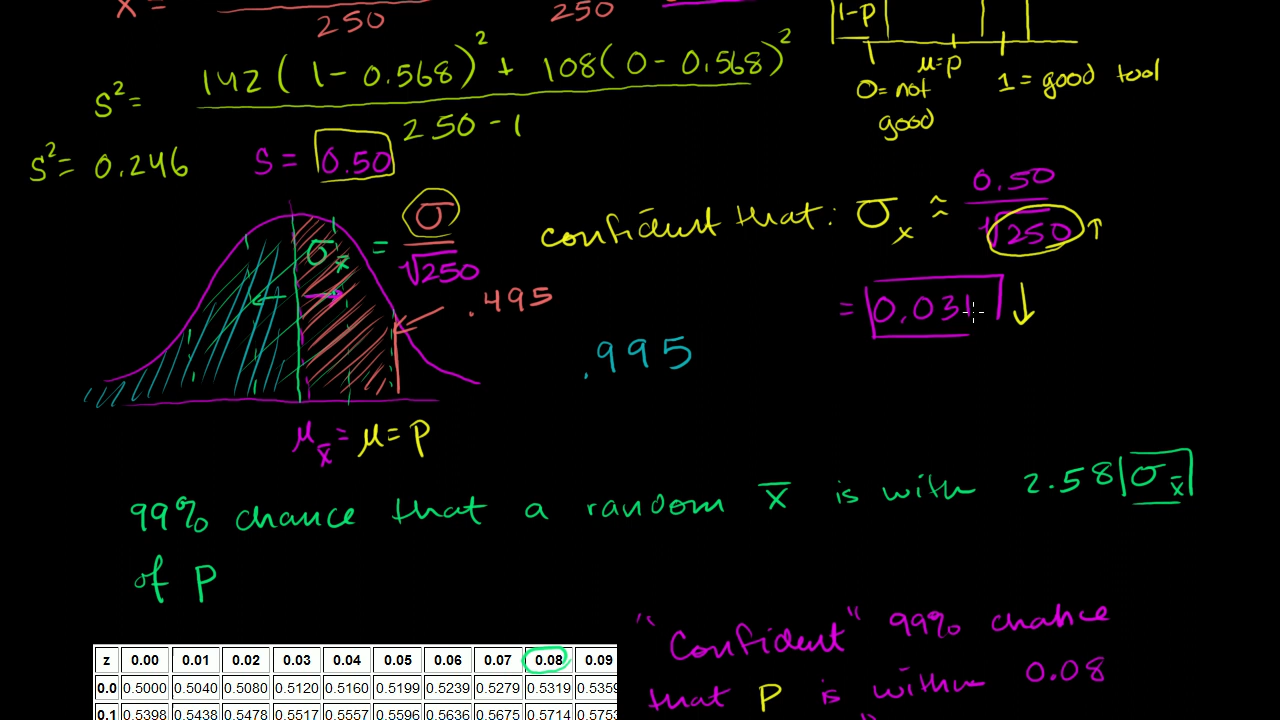 X = 250 250
1-p
μ=p
0= not good
1 = good tool
S² = 142(1-0.568)² + 108(0-0.568)²
250-1
S² = 0.246 S = 0.50
σx̄ = σ
√250
confident that: σx ≈ 0.50
√250 ↑
= 0.031 ↓
.495
.995
μx̄ = μ = p
99% chance that a random x̄ is with 2.58 σx̄
of P
"Confident" 99% chance
that P is within 0.08
z 0.00 0.01 0.02 0.03 0.04 0.05 0.06 0.07 0.08 0.09
0.0 0.5000 0.5040 0.5080 0.5120 0.5160 0.5199 0.5239 0.5279 0.5319 0.5359
0.1 0.5398 0.5438 0.5478 0.5517 0.5557 0.5596 0.5636 0.5675 0.5714 0.5753